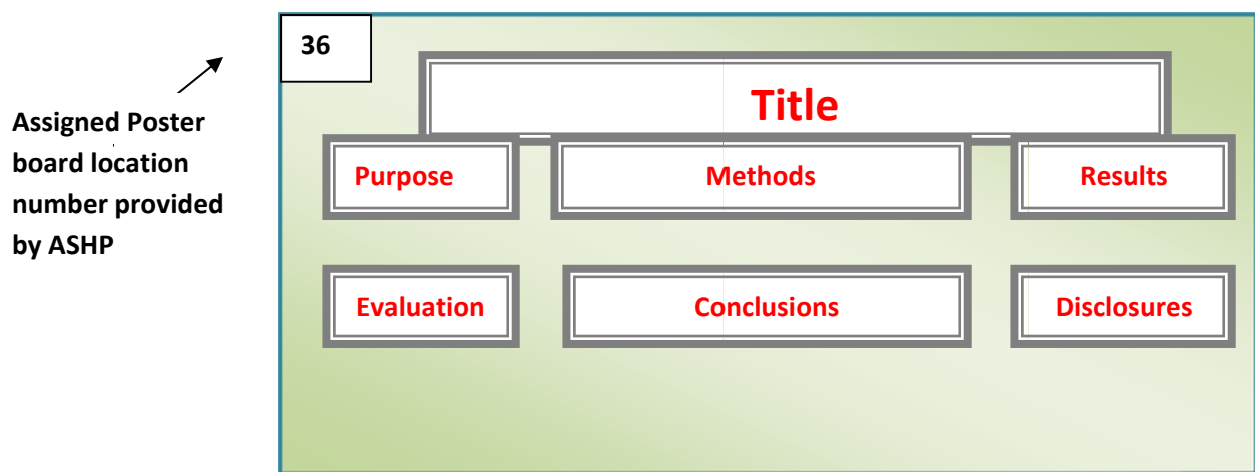 36
Title
Assigned Poster
board location
number provided
by ASHP
Purpose
Methods
Results
Evaluation
Conclusions
Disclosures